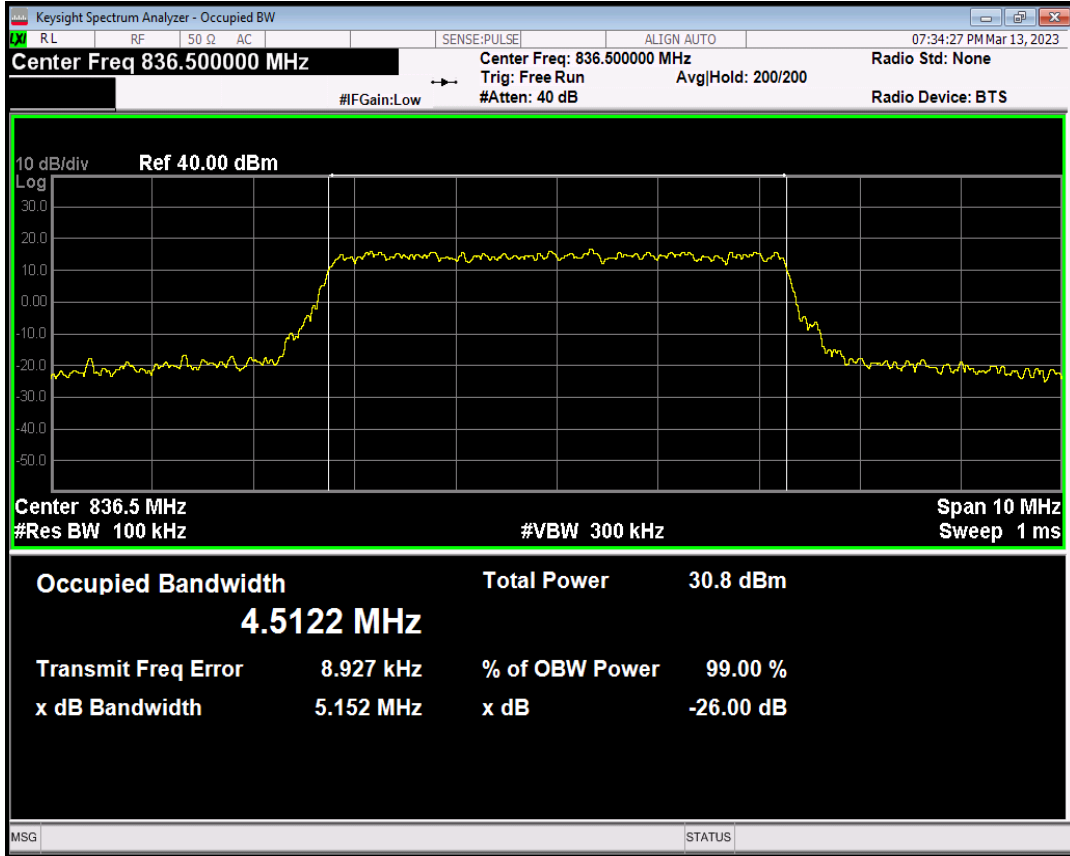 Keysight Spectrum Analyzer - Occupied BW
LXI RL RF 50 Ω AC SENSE:PULSE ALIGN AUTO 07:34:27 PM Mar 13, 2023
Center Freq 836.500000 MHz Center Freq: 836.500000 MHz Radio Std: None
Trig: Free Run Avg|Hold: 200/200
#IFGain:Low #Atten: 40 dB Radio Device: BTS
10 dB/div Ref 40.00 dBm
Log
30.0
20.0
10.0
0.00
-10.0
-20.0
-30.0
-40.0
-50.0
Center 836.5 MHz Span 10 MHz
#Res BW 100 kHz #VBW 300 kHz Sweep 1 ms
Occupied Bandwidth Total Power 30.8 dBm
4.5122 MHz
Transmit Freq Error 8.927 kHz % of OBW Power 99.00 %
x dB Bandwidth 5.152 MHz x dB -26.00 dB
MSG STATUS